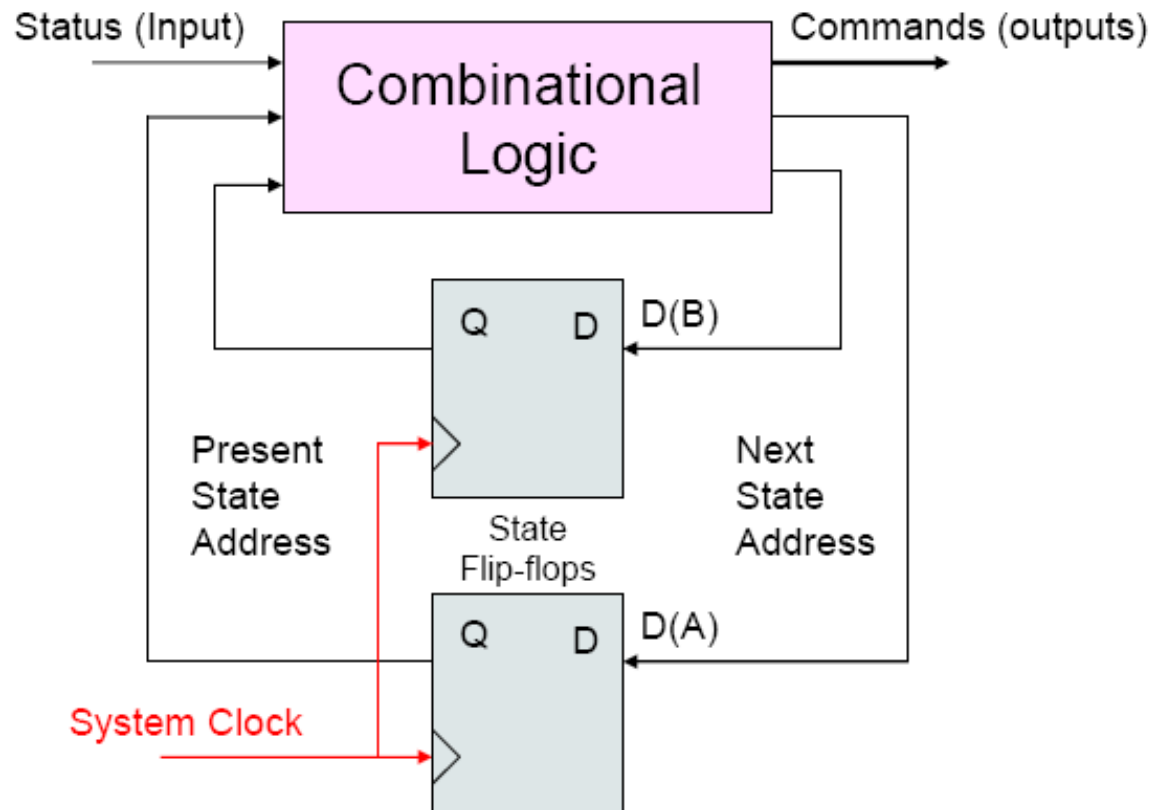 Status (Input)
Commands (outputs)
Combinational
Logic
Q
D
D(B)
Present
State
Address
Next
State
Address
State
Flip-flops
Q
D
D(A)
System Clock